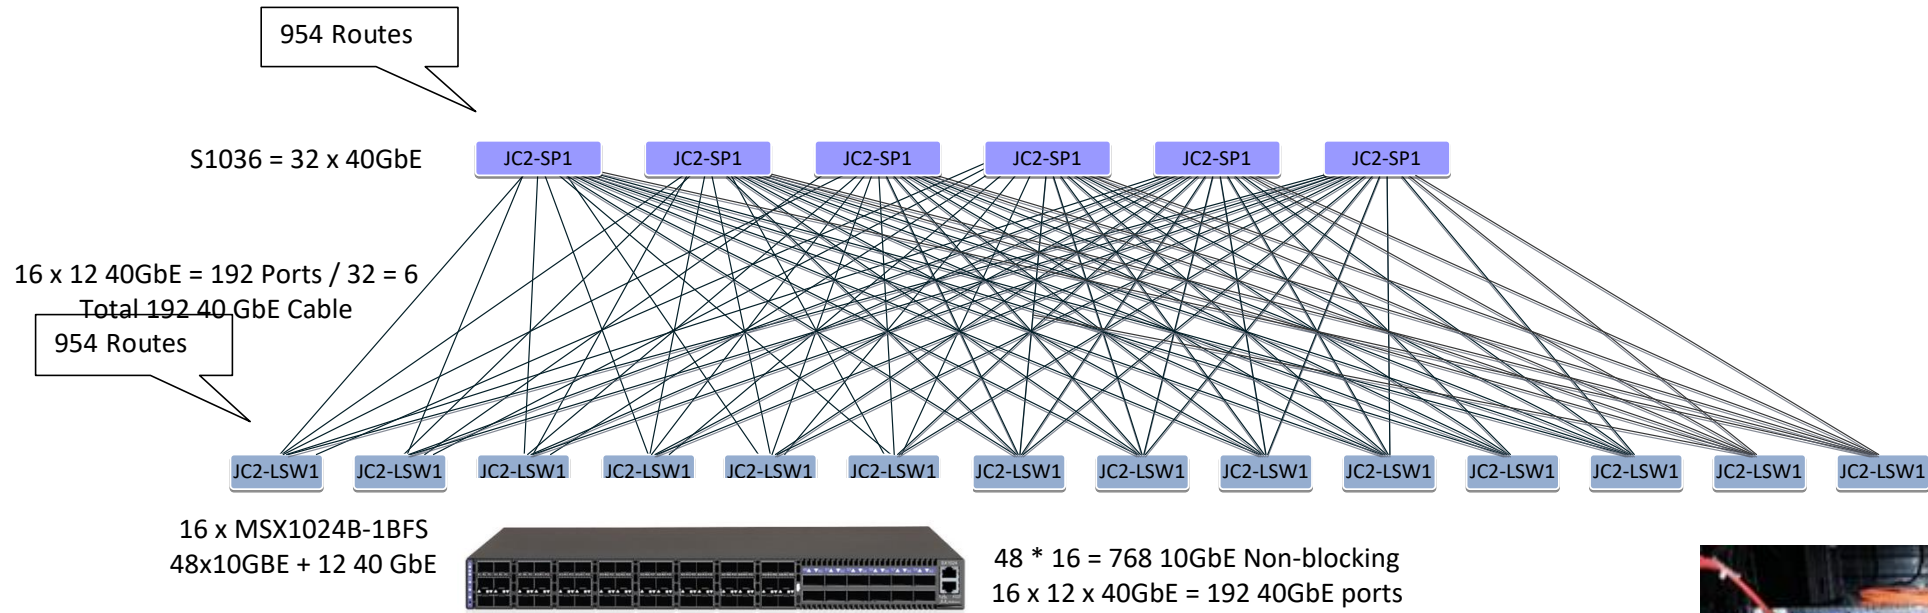 954 Routes
S1036 = 32 x 40GbE
JC2-SP1
JC2-SP1
JC2-SP1
JC2-SP1
JC2-SP1
JC2-SP1
16 x 12 40GbE = 192 Ports / 32 = 6
Total 192 40 GbE Cable
954 Routes
JC2-LSW1
JC2-LSW1
JC2-LSW1
JC2-LSW1
JC2-LSW1
JC2-LSW1
JC2-LSW1
JC2-LSW1
JC2-LSW1
JC2-LSW1
JC2-LSW1
JC2-LSW1
JC2-LSW1
JC2-LSW1
16 x MSX1024B-1BFS
48x10GBE + 12 40 GbE
48 * 16 = 768 10GbE Non-blocking
16 x 12 x 40GbE = 192 40GbE ports